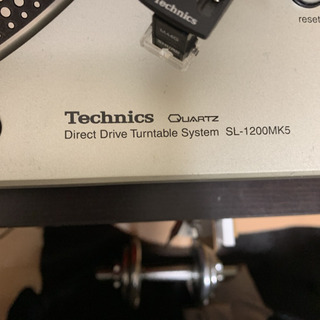 reset
Technics
Technics QUARTZ
Direct Drive Turntable System SL-1200MK5